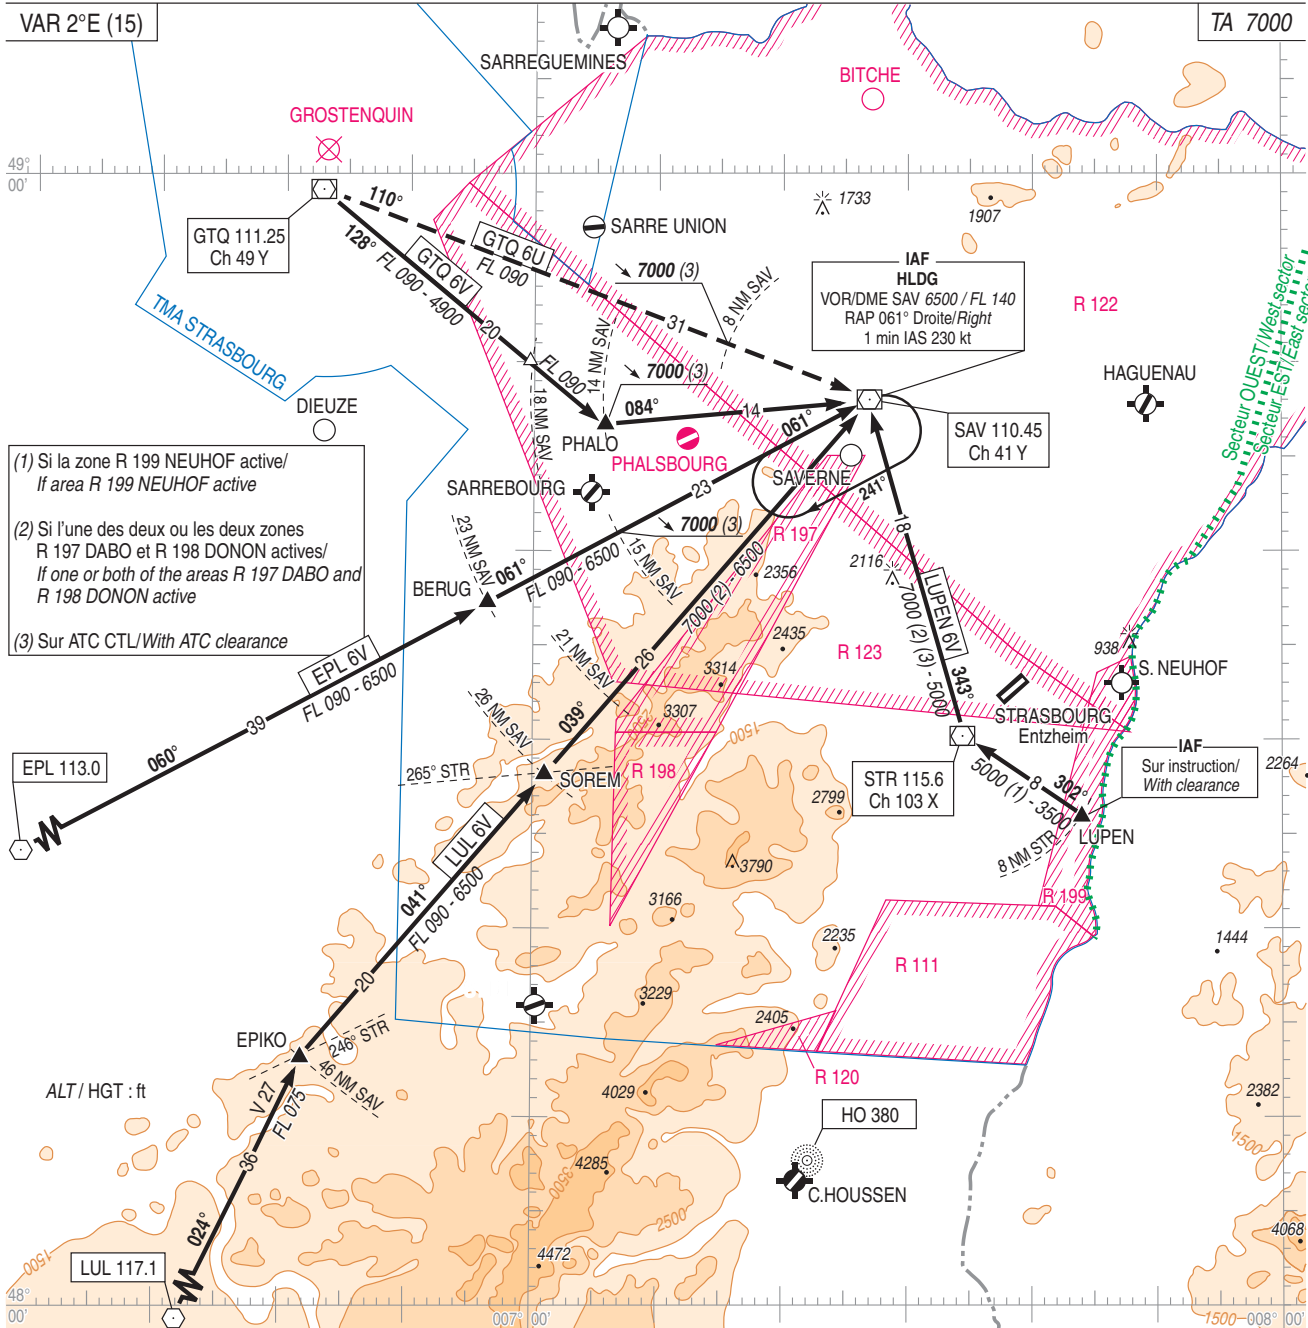 VAR 2°E (15)
TA 7000
SARREGUEMINES
BITCHE
GROSTENQUIN
49°
00'
110°
GTQ 111.25
Ch 49 Y
128°
FL 090 - 4900
GTQ 6V
20
GTQ 6U
FL 090
SARRE UNION
7000 (3)
8 NM SAV
31
1733
1907
IAF
HLDG
VOR/DME SAV 6500 / FL 140
RAP 061° Droite/Right
1 min IAS 230 kt
R 122
Secteur OUEST/West sector
Secteur EST/East sector
TMA STRASBOURG
DIEUZE
FL 090
14 NM SAV
7000 (3)
18 NM SAV
084°
14
PHALO
PHALSBOURG
061°
HAGUENAU
SAV 110.45
Ch 41 Y
(1) Si la zone R 199 NEUHOF active/
If area R 199 NEUHOF active
(2) Si l'une des deux ou les deux zones
R 197 DABO et R 198 DONON actives/
If one or both of the areas R 197 DABO and
R 198 DONON active
(3) Sur ATC CTL/With ATC clearance
SARREBOURG
23
SAVERNE
241°
23 NM SAV
7000 (3)
R 197
18
15 NM SAV
BERUG
061°
FL 090 - 6500
7000 (2) - 6500
2356
2116
7000 (2) (3) - 5000
LUPEN 6V
343°
2435
R 123
938
S. NEUHOF
EPL 6V
FL 090 - 6500
39
060°
21 NM SAV
26
3314
3307
26 NM SAV
039°
STRASBOURG
Entzheim
1500
EPL 113.0
265° STR
SOREM
R 198
STR 115.6
Ch 103 X
302°
8
5000 (1) - 3500
IAF
Sur instruction/
With clearance
2264
2799
LUPEN
8 NM STR
LUL 6V
041°
FL 090 - 6500
3790
R 199
3166
2235
R 111
1444
20
3229
2405
EPIKO
246° STR
46 NM SAV
R 120
ALT / HGT : ft
V 27
FL 075
4029
HO 380
2382
1500
36
4285
3500
C.HOUSSEN
024°
2500
4472
4068
1500
LUL 117.1
48°
00'
007° 00'
1500
008° 00'